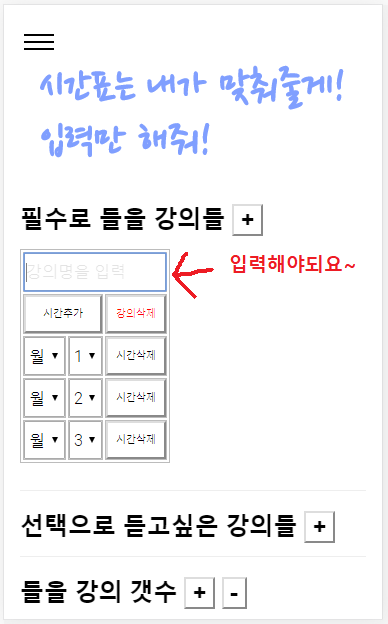 시간표는 내가 맞춰줄게!
입력만 해줘!
필수로 들을 강의들 +
강의명을 입력
입력해야되요~
시간추가 강의삭제
월 ▼ 1 ▼ 시간삭제
월 ▼ 2 ▼ 시간삭제
월 ▼ 3 ▼ 시간삭제
선택으로 듣고싶은 강의들 +
들을 강의 갯수 + -